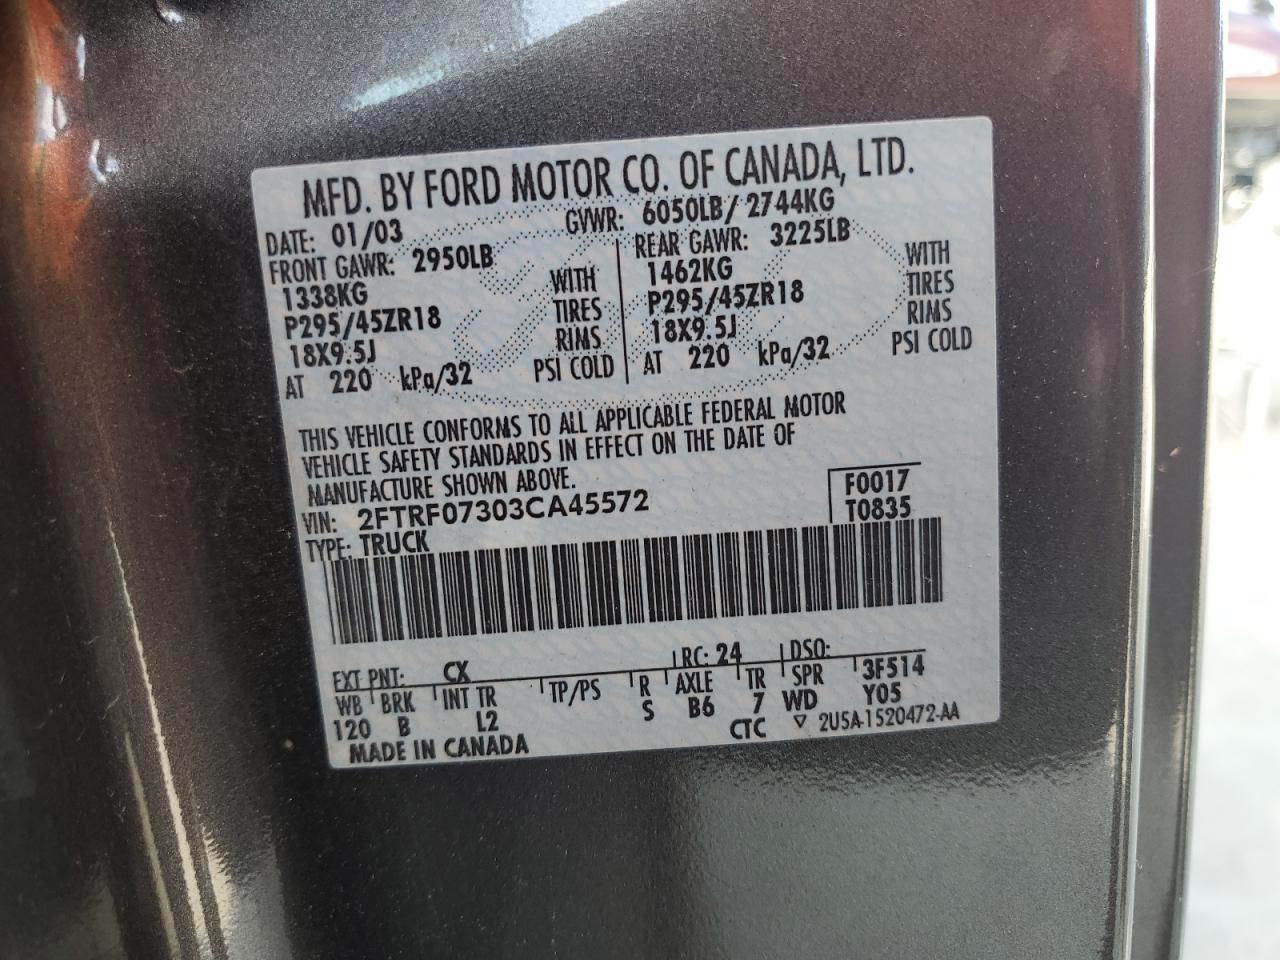 MFD. BY FORD MOTOR CO. OF CANADA, LTD.
DATE: 01/03 GVWR: 6050LB/ 2744KG
FRONT GAWR: 2950LB REAR GAWR: 3225LB
1338KG WITH 1462KG WITH
P295/45ZR18 TIRES P295/45ZR18 TIRES
18X9.5J RIMS 18X9.5J RIMS
AT 220 kPa/32 PSI COLD AT 220 kPa/32 PSI COLD
THIS VEHICLE CONFORMS TO ALL APPLICABLE FEDERAL MOTOR
VEHICLE SAFETY STANDARDS IN EFFECT ON THE DATE OF
MANUFACTURE SHOWN ABOVE.
VIN: 2FTRF07303CA45572 F0017
TYPE: TRUCK T0835
EXT PNT: CX RC: 24 DSO:
WB BRK INT TR TP/PS R AXLE TR SPR 3F514
120 B L2 S B6 7 WD Y05
MADE IN CANADA CTC ▽ 2U5A-1520472-AA